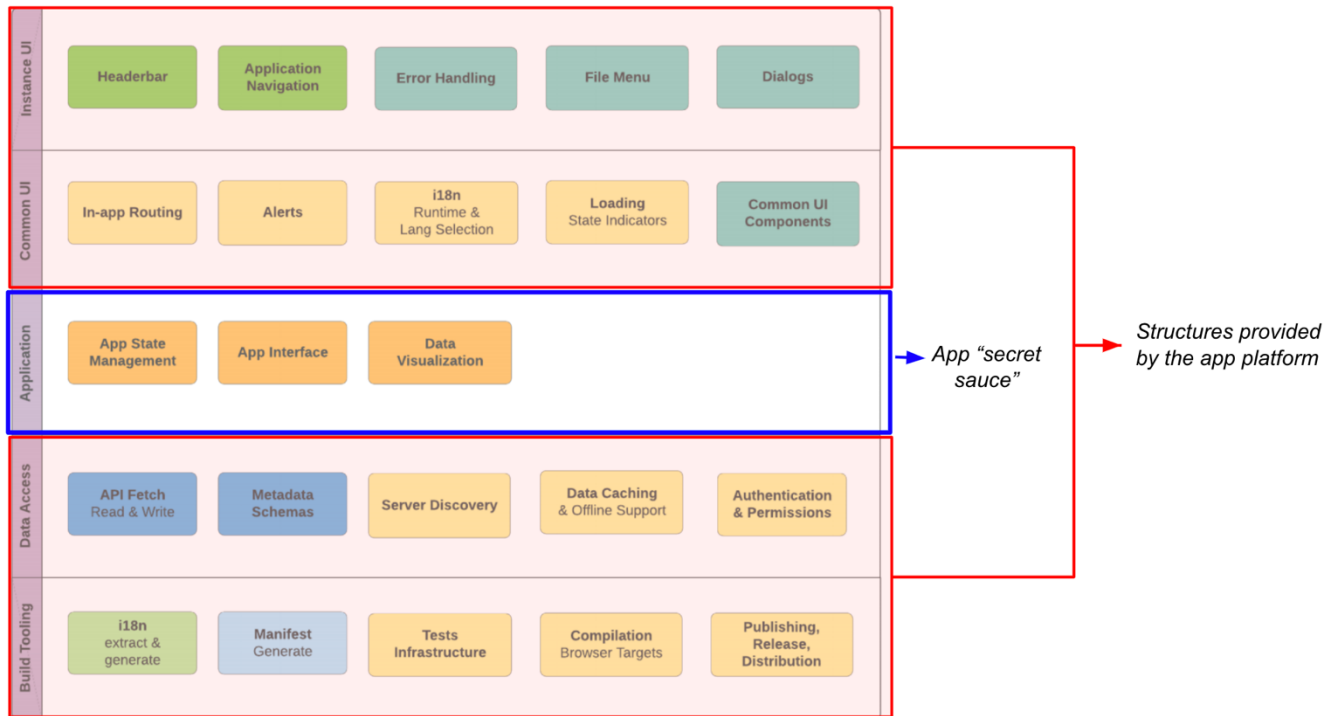 Instance UI
Headerbar
Application
Navigation
Error Handling
File Menu
Dialogs
Common UI
In-app Routing
Alerts
i18n
Runtime &
Lang Selection
Loading
State Indicators
Common UI
Components
Application
App State
Management
App Interface
Data
Visualization
App “secret
sauce”
Structures provided
by the app platform
Data Access
API Fetch
Read & Write
Metadata
Schemas
Server Discovery
Data Caching
& Offline Support
Authentication
& Permissions
Build Tooling
i18n
extract &
generate
Manifest
Generate
Tests
Infrastructure
Compilation
Browser Targets
Publishing,
Release,
Distribution